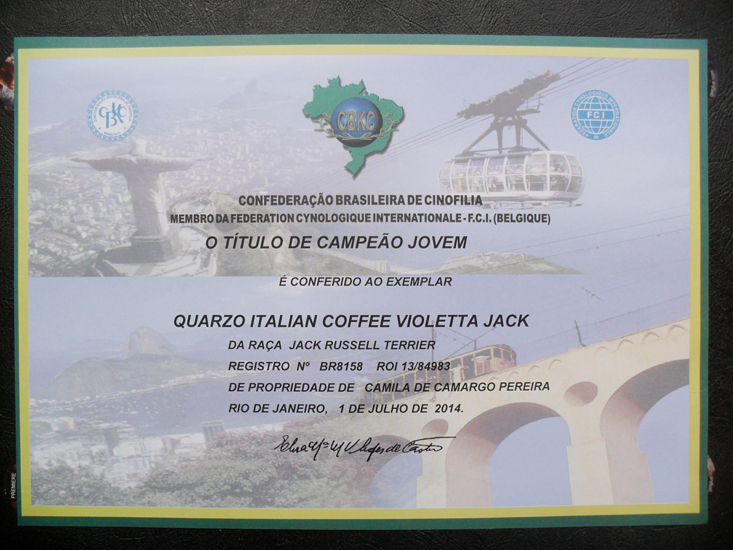 CBKC
CBKC
FCI
CONFEDERAÇÃO BRASILEIRA DE CINOFILIA
MEMBRO DA FEDERATION CYNOLOGIQUE INTERNATIONALE - F.C.I. (BELGIQUE)
O TÍTULO DE CAMPEÃO JOVEM
É CONFERIDO AO EXEMPLAR
QUARZO ITALIAN COFFEE VIOLETTA JACK
DA RAÇA JACK RUSSELL TERRIER
REGISTRO Nº BR8158 ROI 13/84983
DE PROPRIEDADE DE CAMILA DE CAMARGO PEREIRA
RIO DE JANEIRO, 1 DE JULHO DE 2014.
PREMIERE